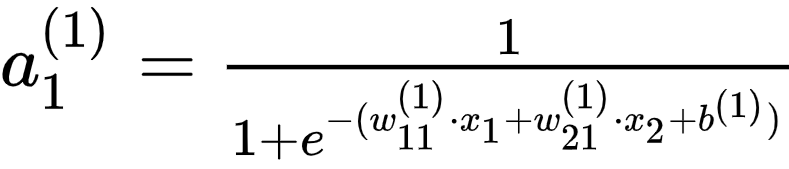 a_1^{(1)} = \frac{1}{1+e^{-(w_{11}^{(1)} \cdot x_1 + w_{21}^{(1)} \cdot x_2 + b^{(1)})}}